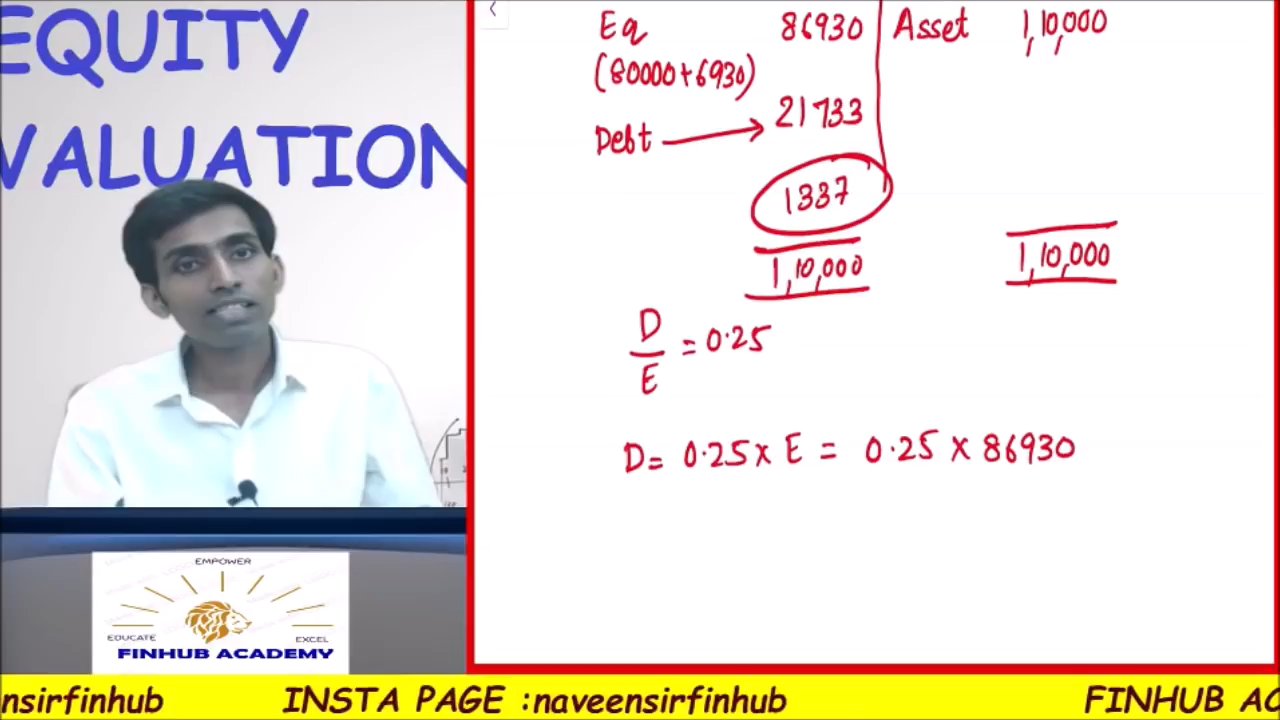 EQUITY
VALUATION
Eq 86930 Asset 1,10,000
(80000+6930)
Debt → 21733
1337
1,10,000 1,10,000
D
E
= 0.25
D= 0.25 x E = 0.25 x 86930
EMPOWER
EDUCATE EXCEL
FINHUB ACADEMY
nsirfinhub INSTA PAGE :naveensirfinhub FINHUB AC